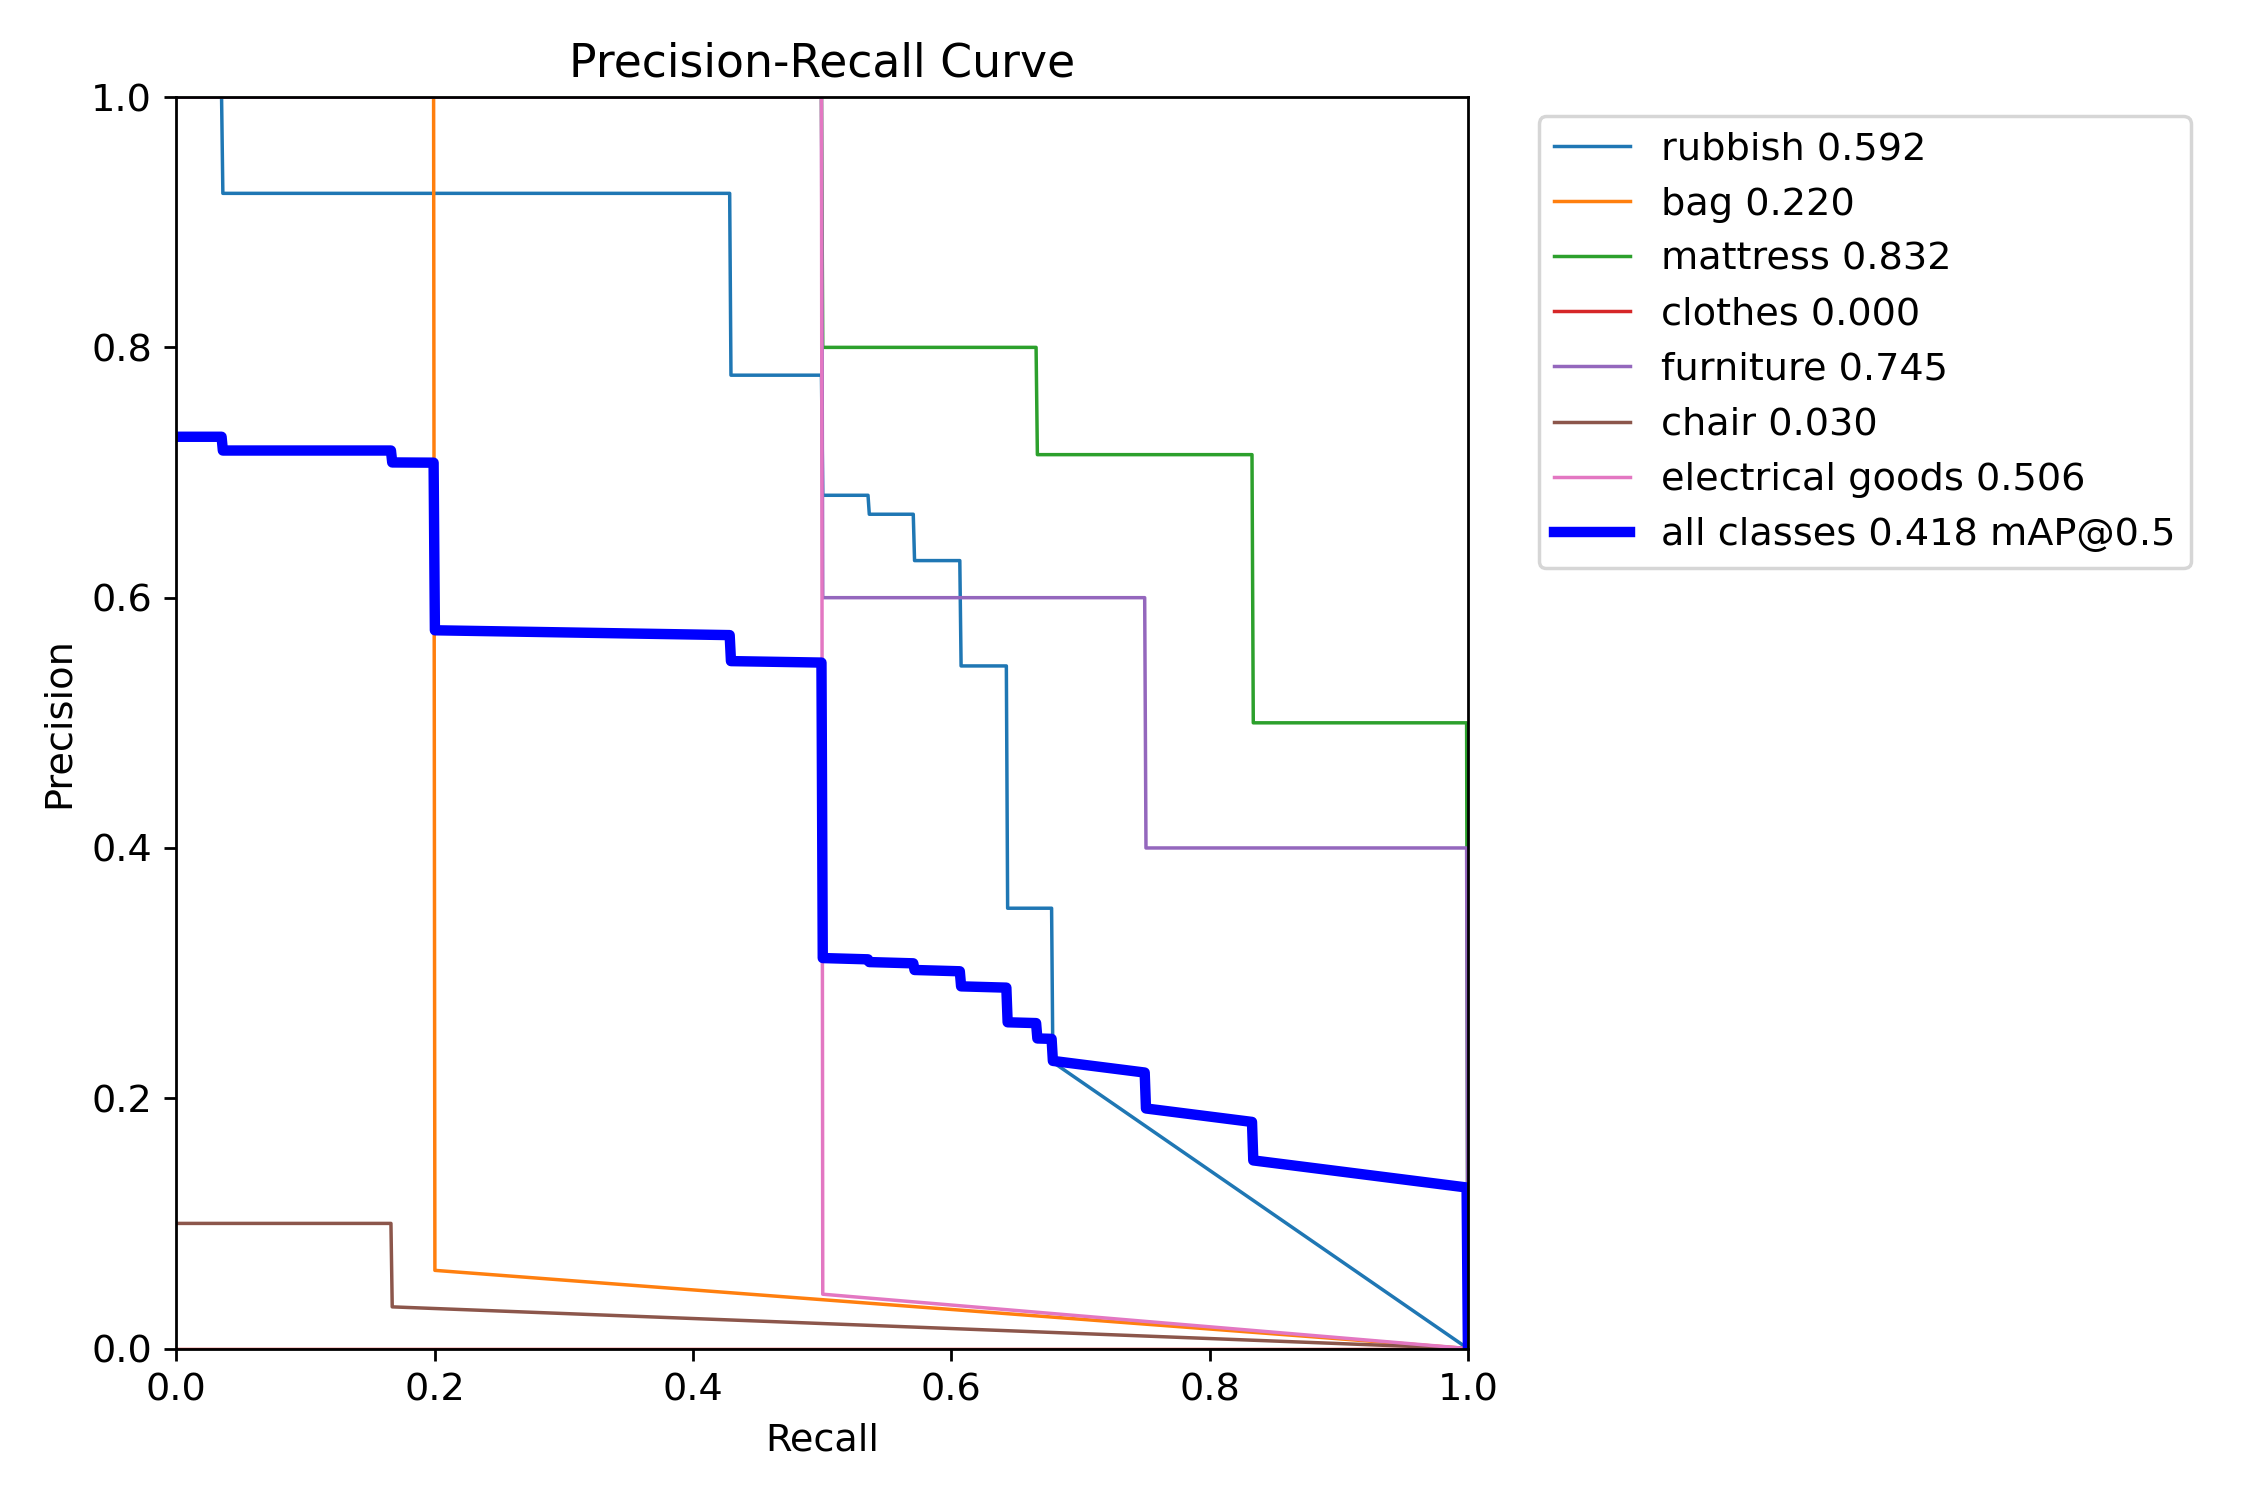 Precision-Recall Curve
1.0
0.8
0.6
0.4
0.2
0.0
Precision
0.0 0.2 0.4 0.6 0.8 1.0
Recall
rubbish 0.592
bag 0.220
mattress 0.832
clothes 0.000
furniture 0.745
chair 0.030
electrical goods 0.506
all classes 0.418 mAP@0.5